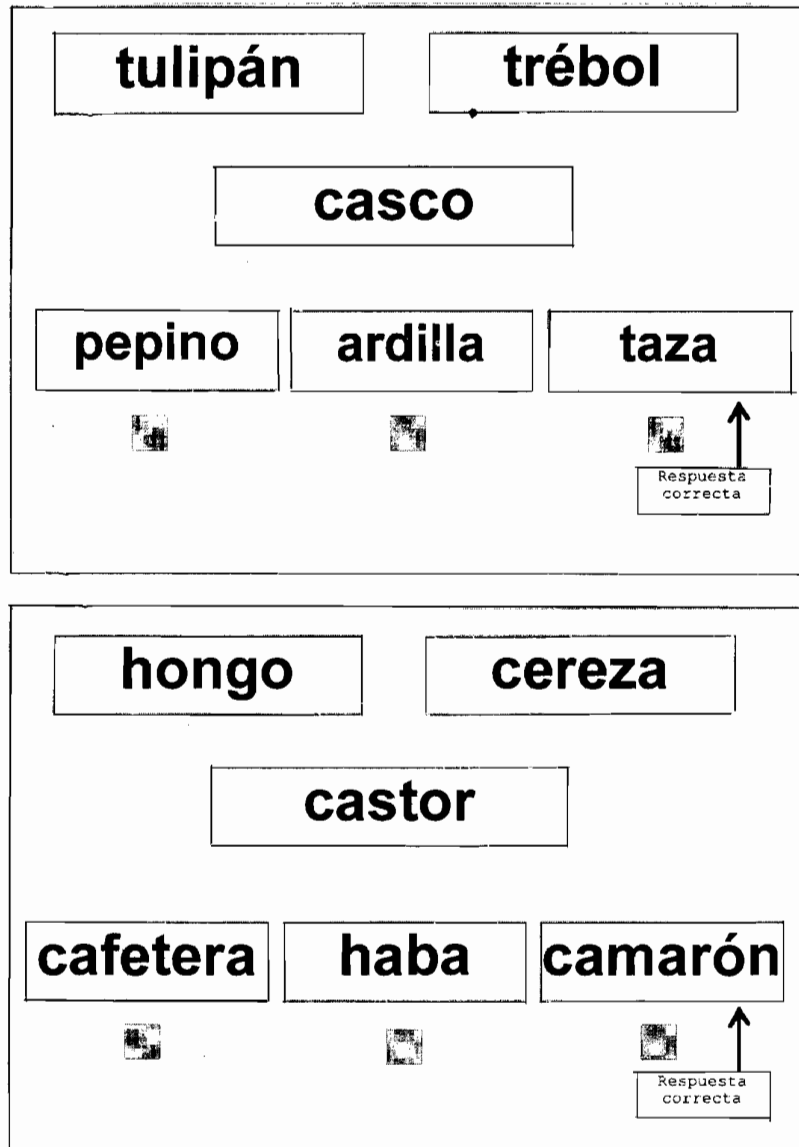 tulipán trébol
casco
pepino ardilla taza
Respuesta
correcta
hongo cereza
castor
cafetera haba camarón
Respuesta
correcta